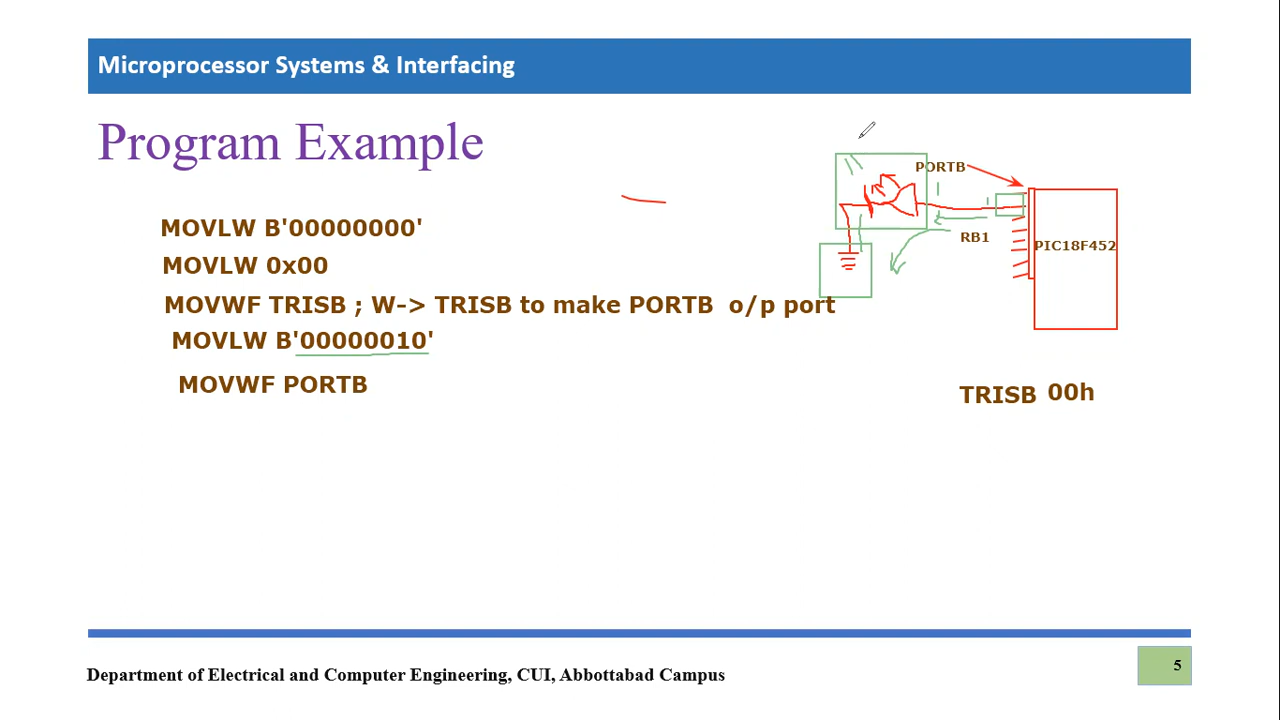 Microprocessor Systems & Interfacing
Program Example
PORTB
MOVLW B'00000000'
RB1
PIC18F452
MOVLW 0x00
MOVWF TRISB ; W-> TRISB to make PORTB o/p port
MOVLW B'00000010'
MOVWF PORTB
TRISB 00h
Department of Electrical and Computer Engineering, CUI, Abbottabad Campus
5